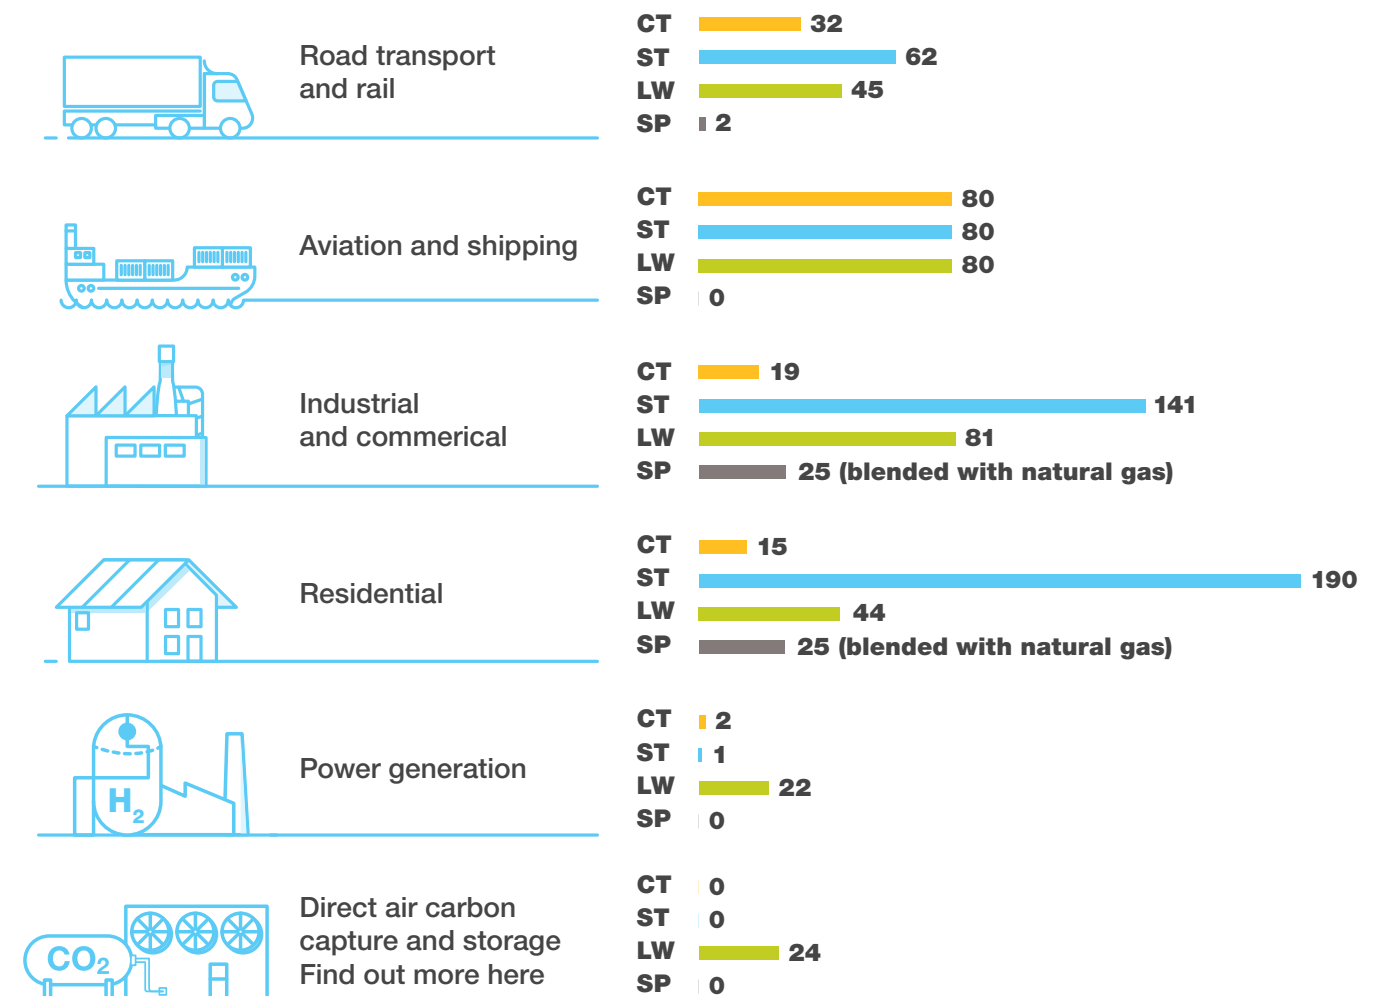 Road transport
and rail
CT 32
ST 62
LW 45
SP 2
Aviation and shipping
CT 80
ST 80
LW 80
SP 0
Industrial
and commerical
CT 19
ST 141
LW 81
SP 25 (blended with natural gas)
Residential
CT 15
ST 190
LW 44
SP 25 (blended with natural gas)
H2
Power generation
CT 2
ST 1
LW 22
SP 0
CO2
Direct air carbon
capture and storage
Find out more here
CT 0
ST 0
LW 24
SP 0